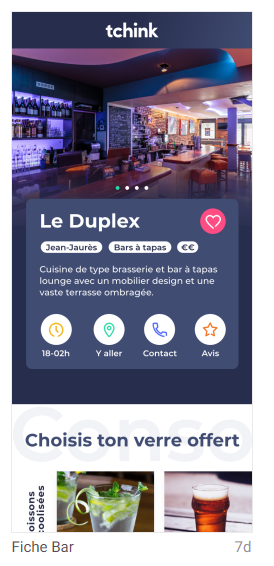 tchink
Le Duplex
Jean-Jaurès Bars à tapas €€
Cuisine de type brasserie et bar à tapas
lounge avec un mobilier design et une
vaste terrasse ombragée.
18-02h Y aller Contact Avis
Conso
Choisis ton verre offert
oissons
coolisées
Fiche Bar 7d